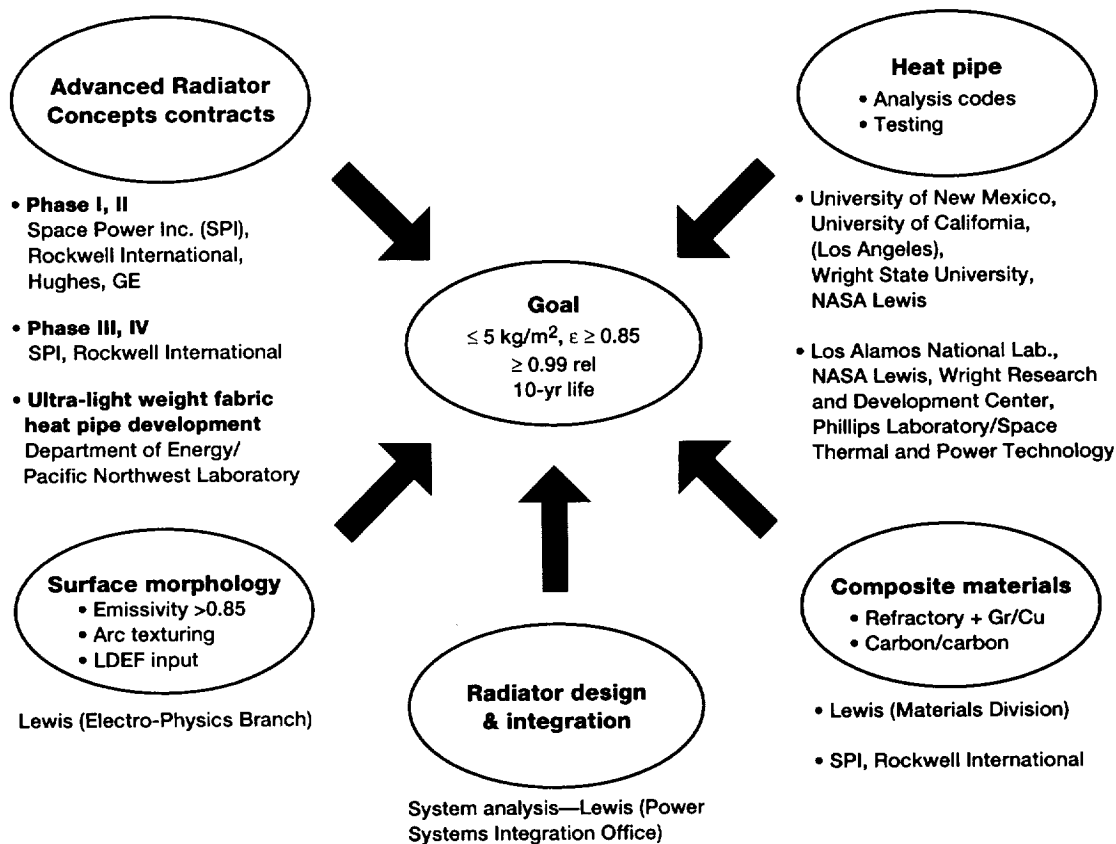 Advanced Radiator
Concepts contracts
• Phase I, II
Space Power Inc. (SPI),
Rockwell International,
Hughes, GE
• Phase III, IV
SPI, Rockwell International
• Ultra-light weight fabric
heat pipe development
Department of Energy/
Pacific Northwest Laboratory
Heat pipe
• Analysis codes
• Testing
• University of New Mexico,
University of California,
(Los Angeles),
Wright State University,
NASA Lewis
• Los Alamos National Lab.,
NASA Lewis, Wright Research
and Development Center,
Phillips Laboratory/Space
Thermal and Power Technology
Goal
≤ 5 kg/m², ε ≥ 0.85
≥ 0.99 rel
10-yr life
Surface morphology
• Emissivity >0.85
• Arc texturing
• LDEF input
Lewis (Electro-Physics Branch)
Radiator design
& integration
System analysis—Lewis (Power
Systems Integration Office)
Composite materials
• Refractory + Gr/Cu
• Carbon/carbon
• Lewis (Materials Division)
• SPI, Rockwell International